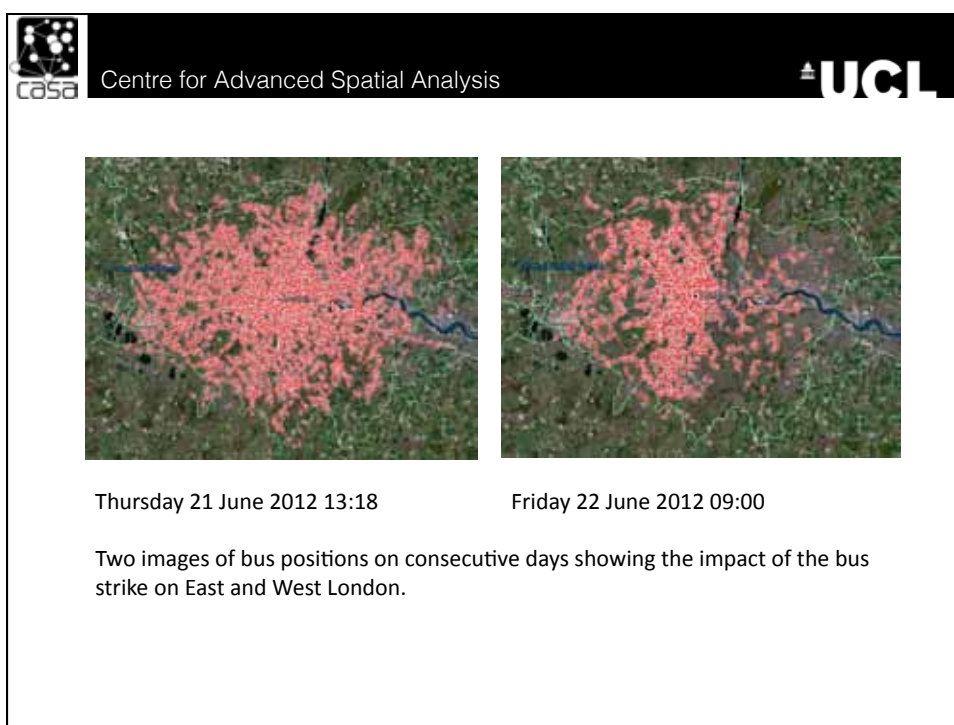 casa
Centre for Advanced Spatial Analysis
UCL
Thursday 21 June 2012 13:18
Friday 22 June 2012 09:00
Two images of bus positions on consecutive days showing the impact of the bus
strike on East and West London.